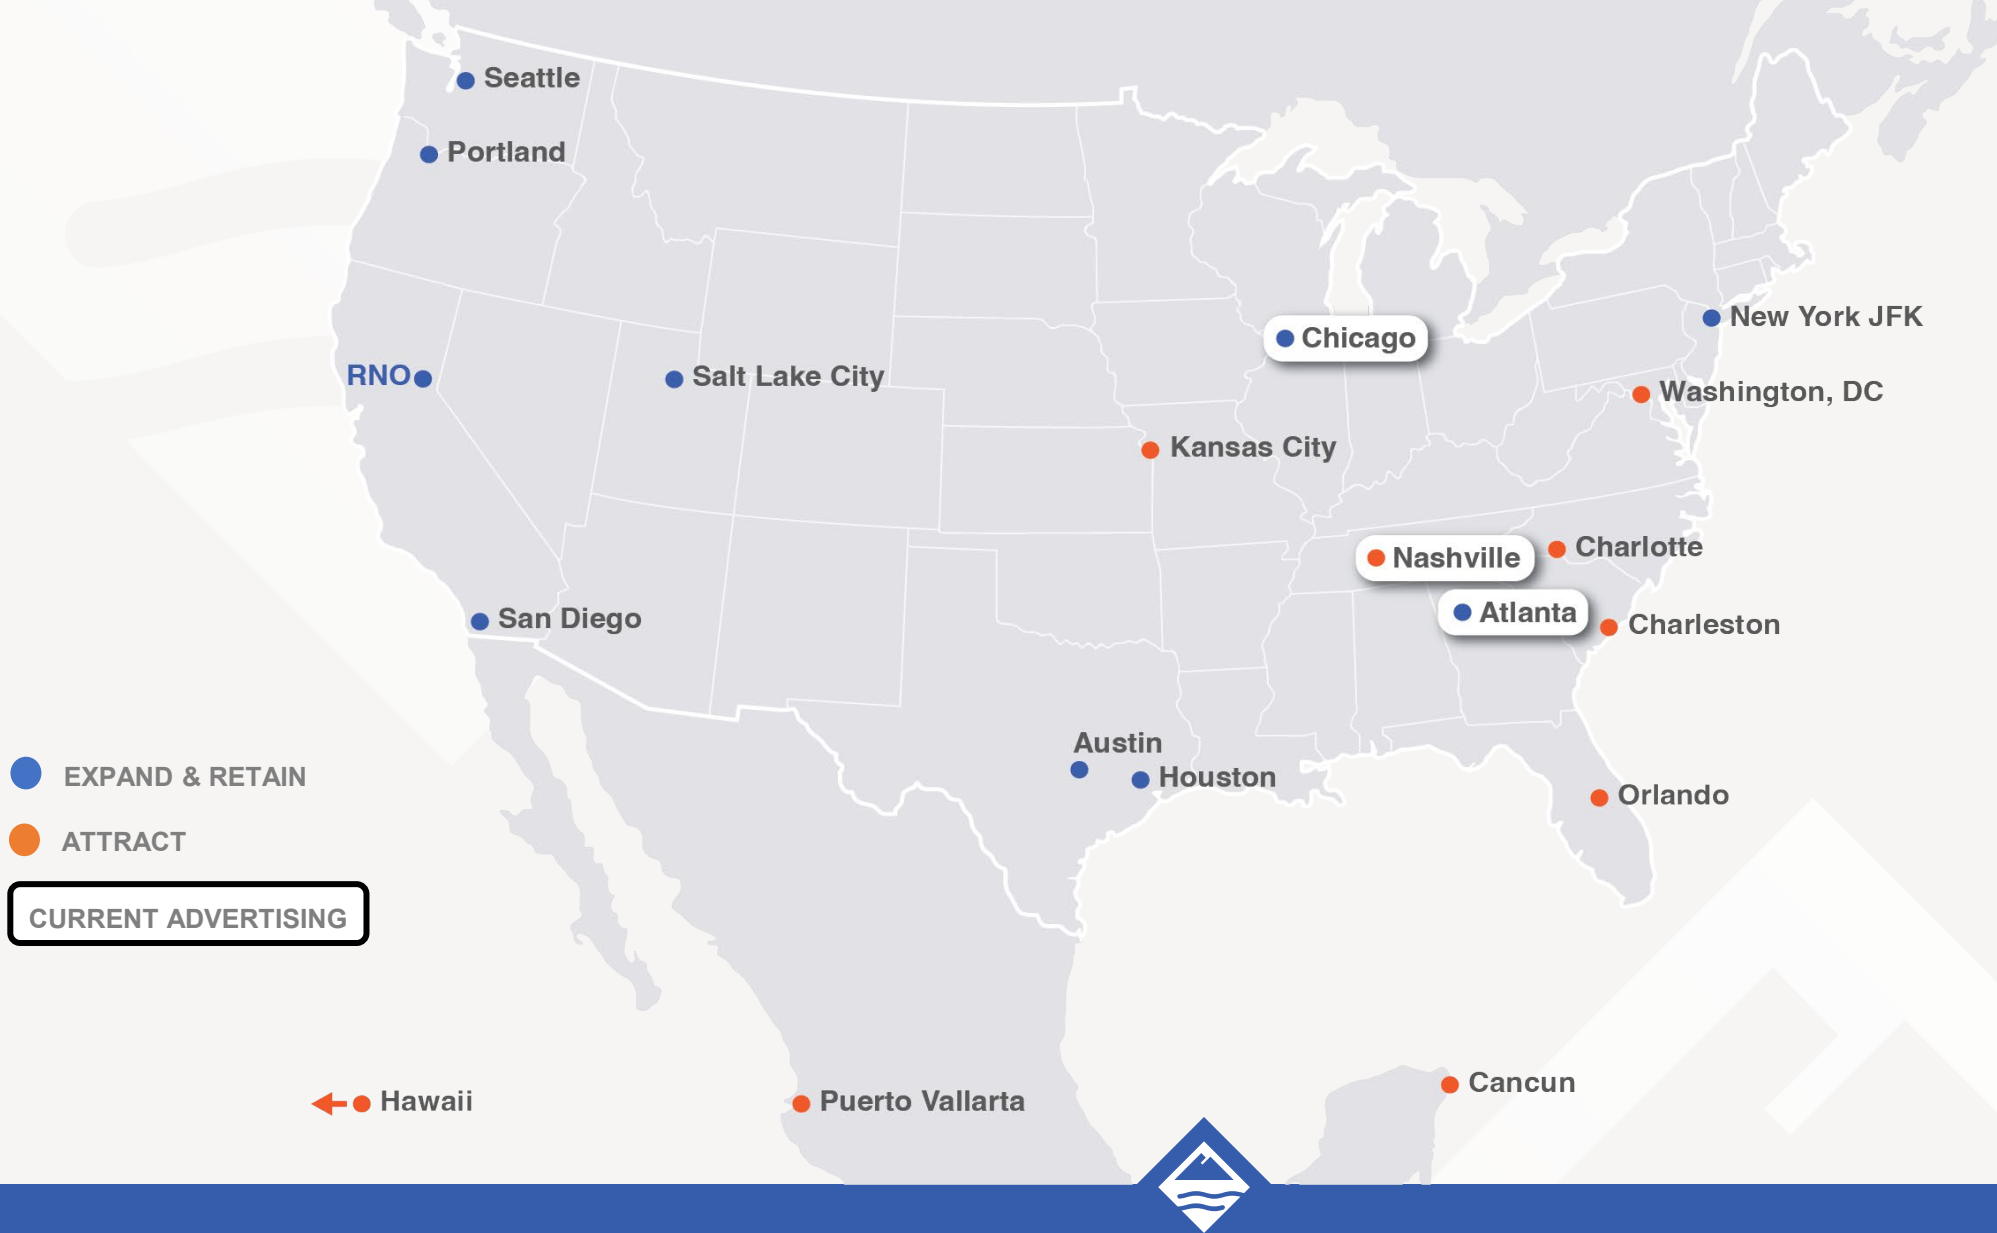 Seattle
Portland
New York JFK
Chicago
RNO
Salt Lake City
Washington, DC
Kansas City
Charlotte
Nashville
Atlanta
San Diego
Charleston
Austin
Houston
EXPAND & RETAIN
Orlando
ATTRACT
CURRENT ADVERTISING
Cancun
Hawaii
Puerto Vallarta